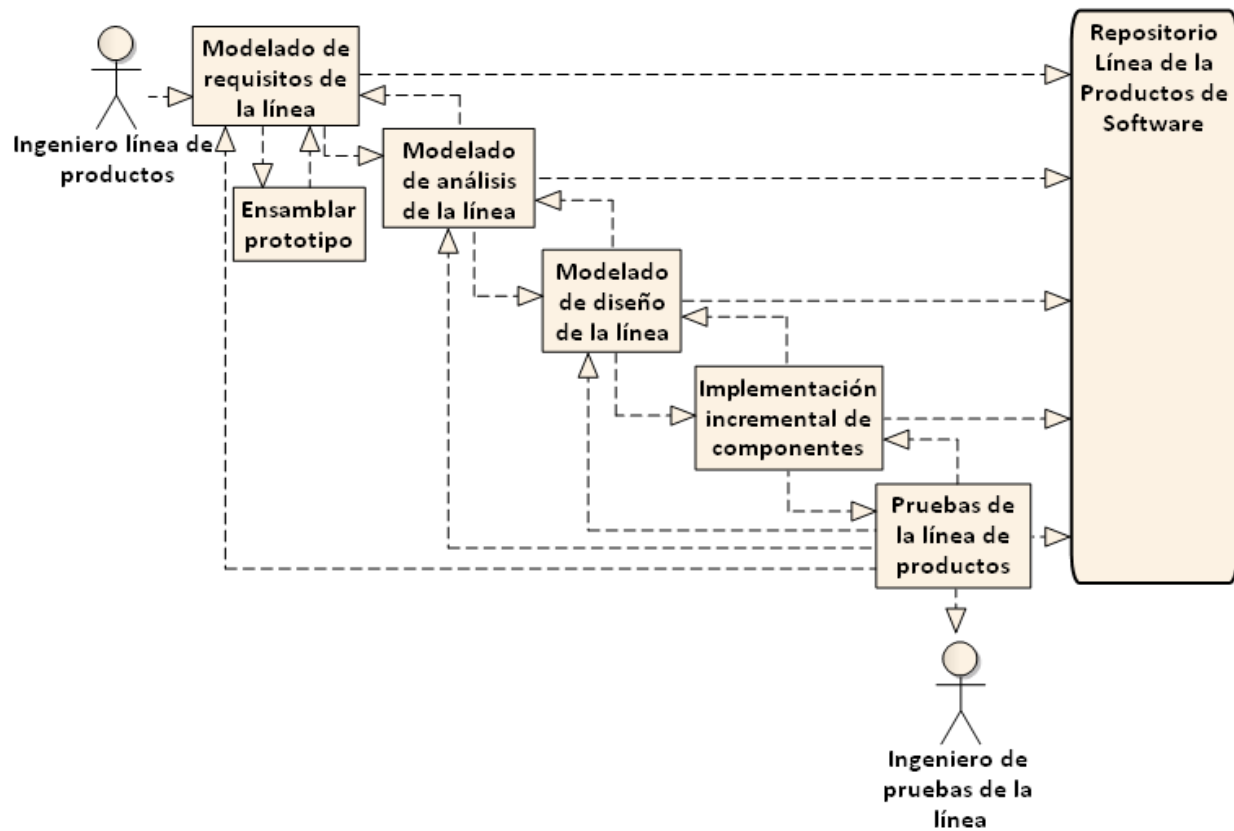 Modelado de
requisitos de
la línea
Repositorio
Línea de la
Productos de
Software
Ingeniero línea de
productos
Ensamblar
prototipo
Modelado
de análisis
de la línea
Modelado
de diseño
de la línea
Implementación
incremental de
componentes
Pruebas de
la línea de
productos
Ingeniero de
pruebas de la
línea